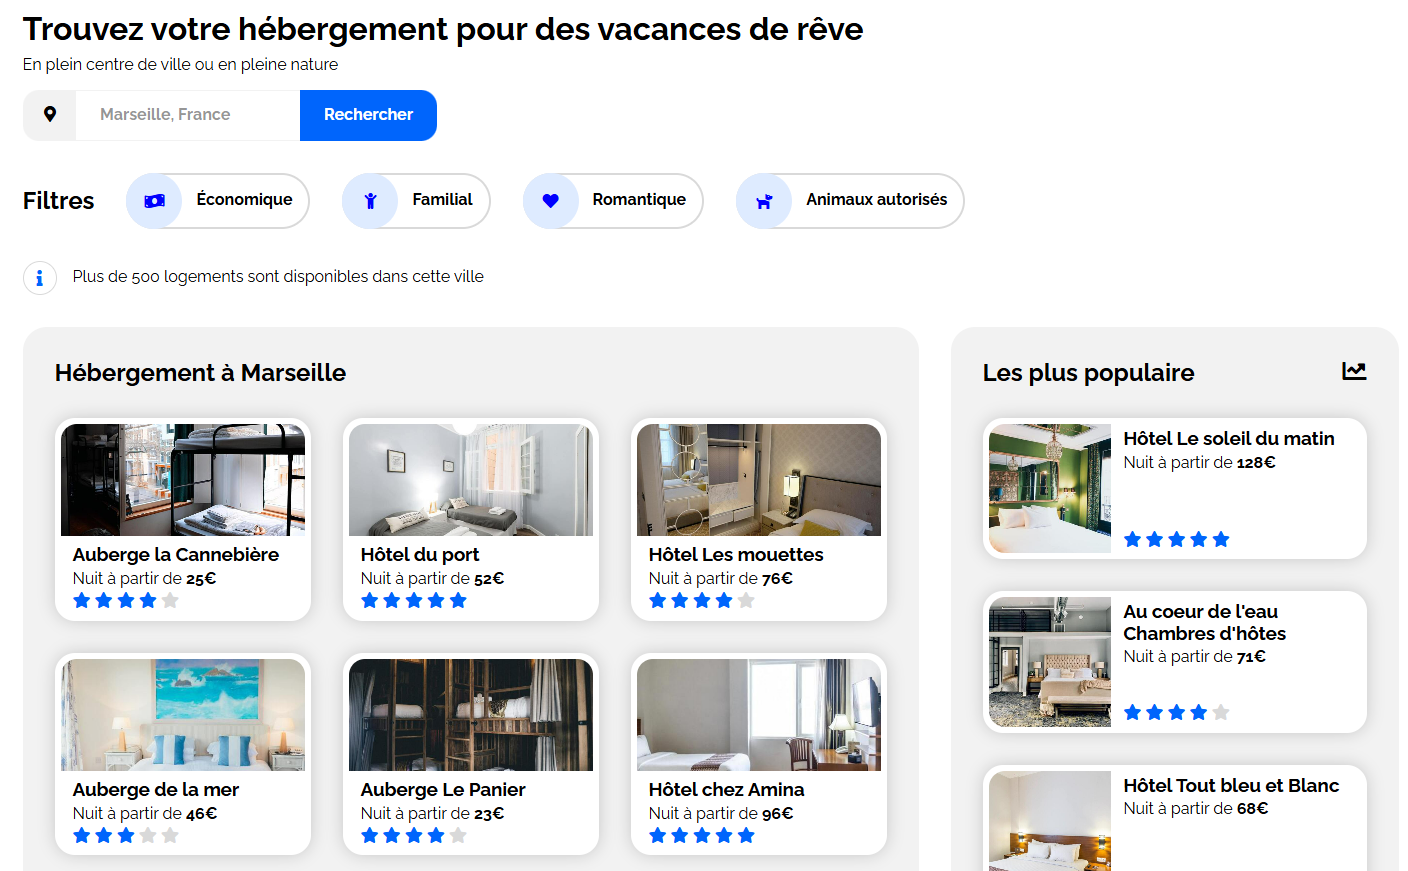 Trouvez votre hébergement pour des vacances de rêve
En plein centre de ville ou en pleine nature
Marseille, France
Rechercher
Filtres
Économique
Familial
Romantique
Animaux autorisés
Plus de 500 logements sont disponibles dans cette ville
Hébergement à Marseille
Auberge la Cannebière
Nuit à partir de 25€
Hôtel du port
Nuit à partir de 52€
Hôtel Les mouettes
Nuit à partir de 76€
Auberge de la mer
Nuit à partir de 46€
Auberge Le Panier
Nuit à partir de 23€
Hôtel chez Amina
Nuit à partir de 96€
Les plus populaire
Hôtel Le soleil du matin
Nuit à partir de 128€
Au coeur de l'eau
Chambres d'hôtes
Nuit à partir de 71€
Hôtel Tout bleu et Blanc
Nuit à partir de 68€